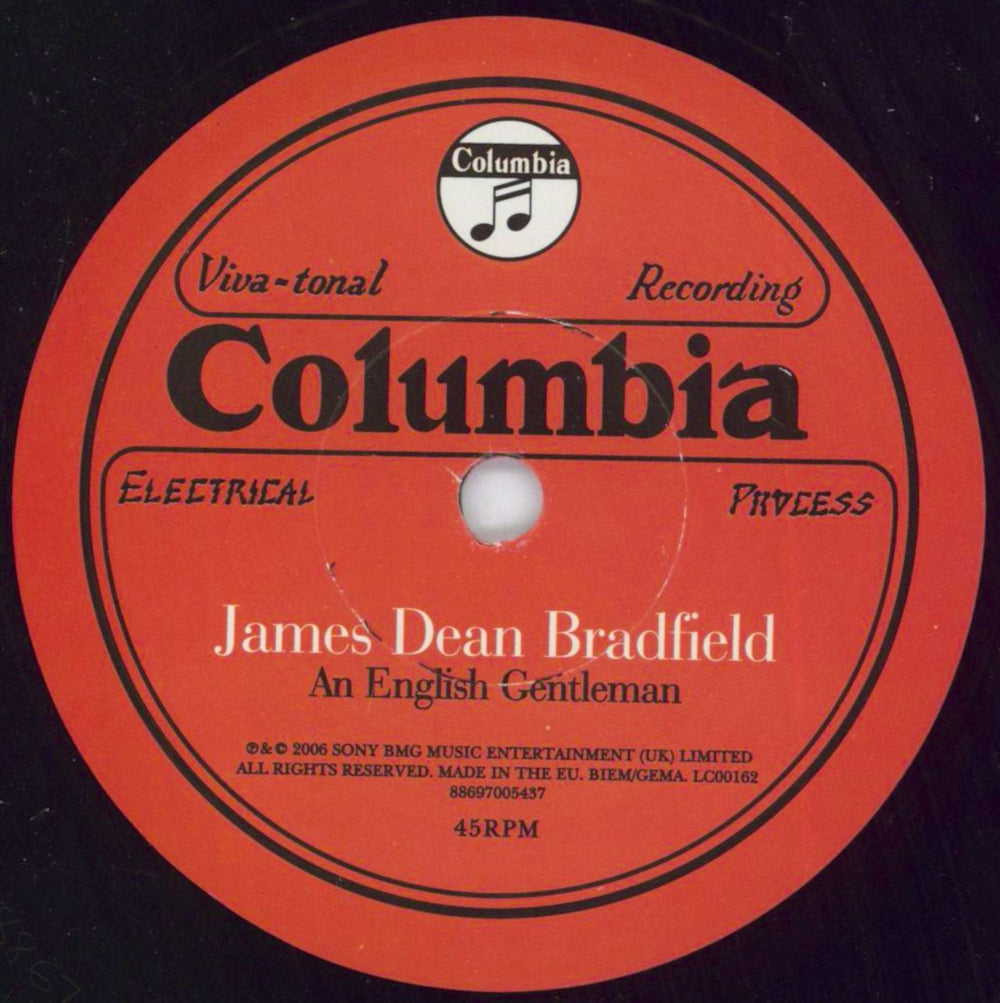 Columbia
Viva-tonal Recording
Columbia
ELECTRICAL PROCESS
James Dean Bradfield
An English Gentleman
℗&© 2006 SONY BMG MUSIC ENTERTAINMENT (UK) LIMITED
ALL RIGHTS RESERVED. MADE IN THE EU. BIEM/GEMA. LC00162
88697005437
45RPM